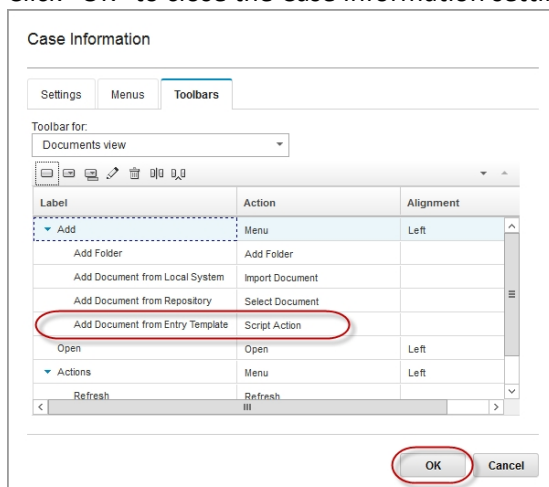 Click "OK" to close the Case Information setti
Case Information
Settings Menus Toolbars
Toolbar for:
Documents view
Label Action Alignment
Add Menu Left
Add Folder Add Folder
Add Document from Local System Import Document
Add Document from Repository Select Document
Add Document from Entry Template Script Action
Open Open Left
Actions Menu Left
Refresh Refresh
OK Cancel